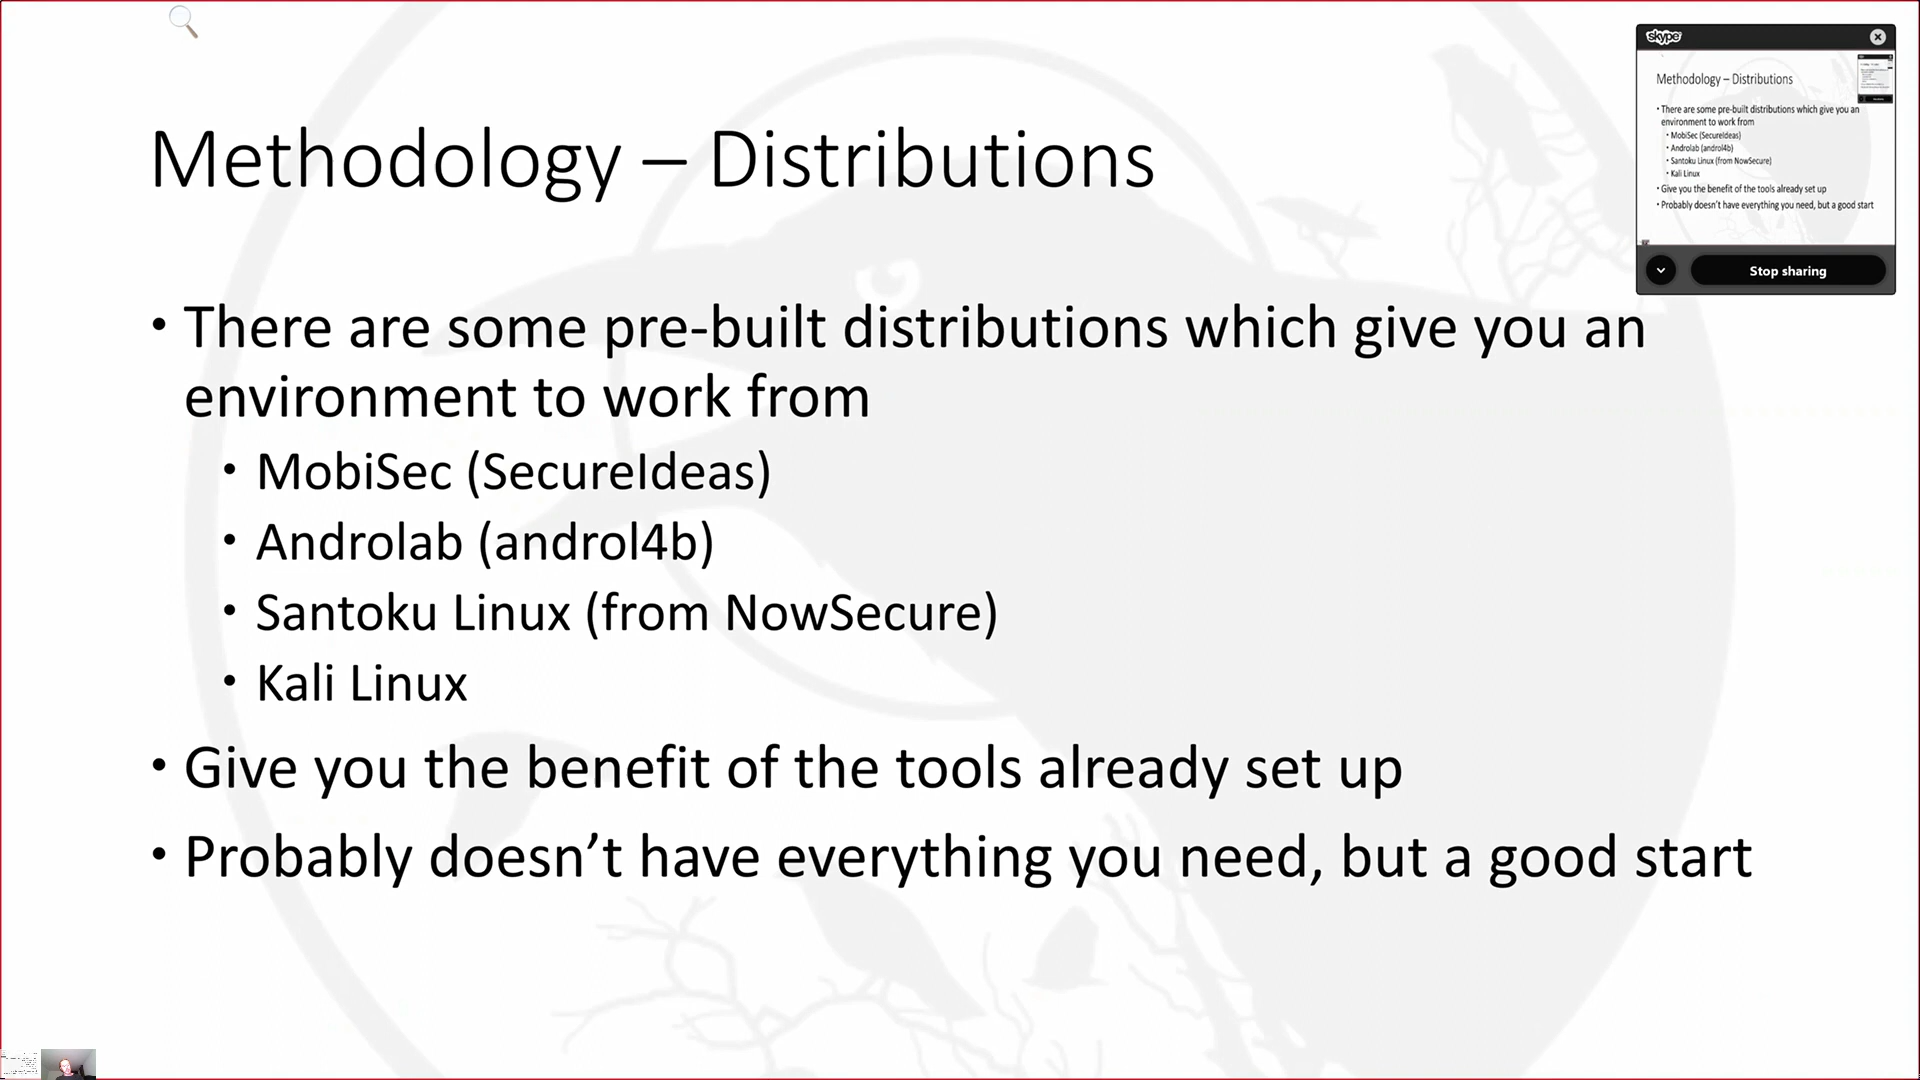 Methodology – Distributions
• There are some pre-built distributions which give you an
environment to work from
• MobiSec (SecureIdeas)
• Androlab (androl4b)
• Santoku Linux (from NowSecure)
• Kali Linux
• Give you the benefit of the tools already set up
• Probably doesn’t have everything you need, but a good start
skype
Methodology – Distributions
• There are some pre-built distributions which give you an
environment to work from
• MobiSec (SecureIdeas)
• Androlab (androl4b)
• Santoku Linux (from NowSecure)
• Kali Linux
• Give you the benefit of the tools already set up
• Probably doesn’t have everything you need, but a good start
Stop sharing